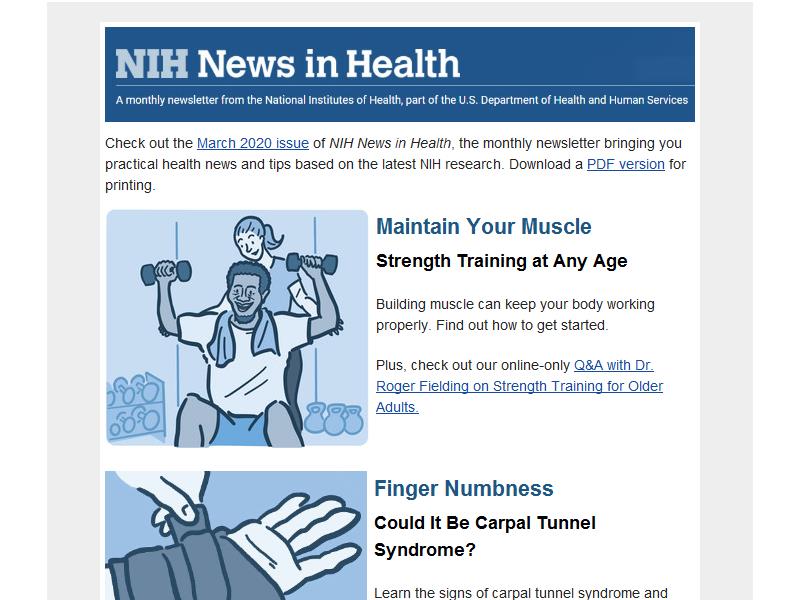 NIH News in Health
A monthly newsletter from the National Institutes of Health, part of the U.S. Department of Health and Human Services
Check out the March 2020 issue of NIH News in Health, the monthly newsletter bringing you
practical health news and tips based on the latest NIH research. Download a PDF version for
printing.
Maintain Your Muscle
Strength Training at Any Age
Building muscle can keep your body working
properly. Find out how to get started.
Plus, check out our online-only Q&A with Dr.
Roger Fielding on Strength Training for Older
Adults.
Finger Numbness
Could It Be Carpal Tunnel
Syndrome?
Learn the signs of carpal tunnel syndrome and